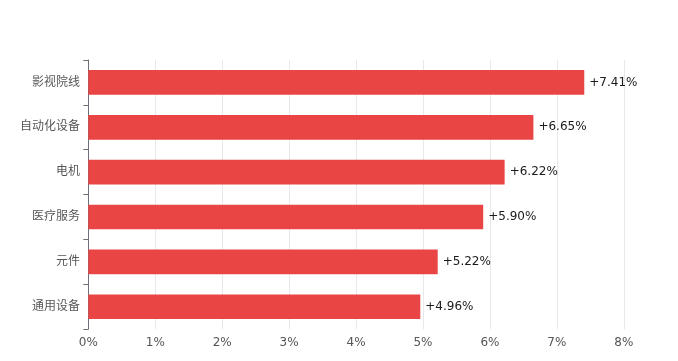 影视院线 +7.41%
自动化设备 +6.65%
电机 +6.22%
医疗服务 +5.90%
元件 +5.22%
通用设备 +4.96%
0% 1% 2% 3% 4% 5% 6% 7% 8%